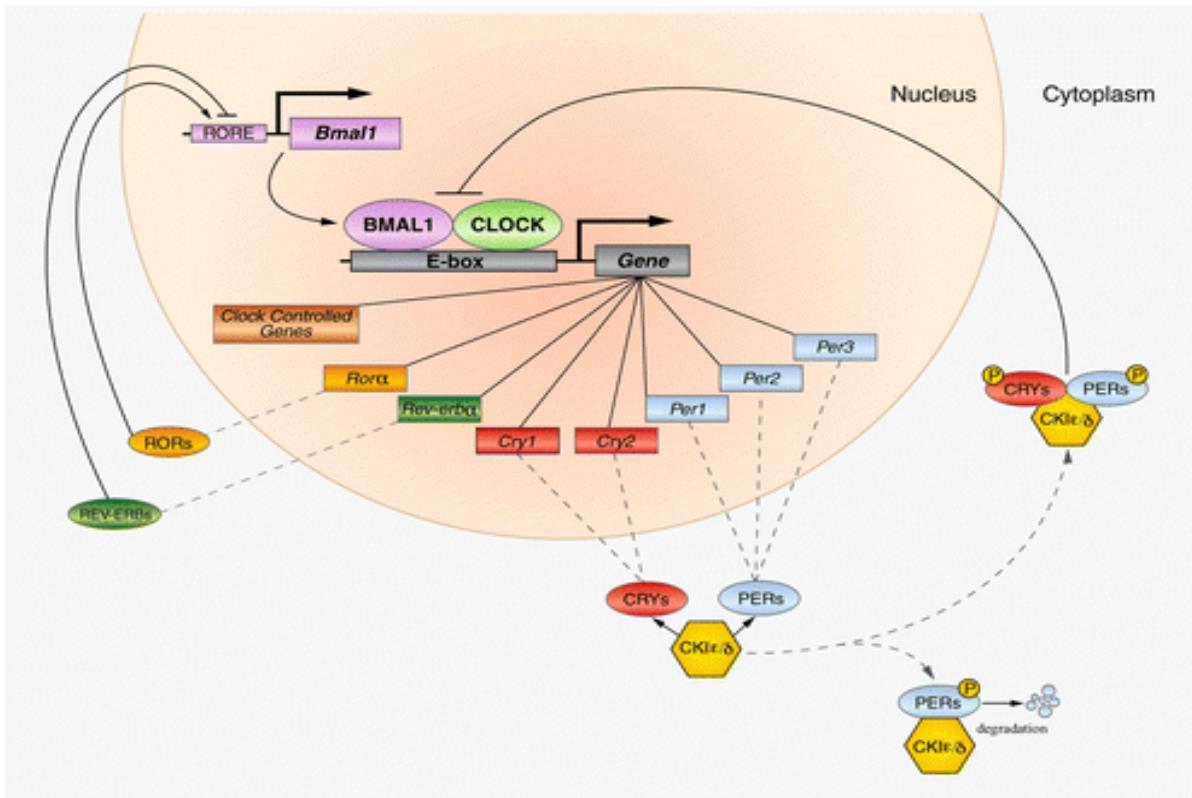 Nucleus
Cytoplasm
RORE
Bmal1
BMAL1
CLOCK
E-box
Gene
Clock Controlled
Genes
Per3
Rorα
Per2
Rev-erbα
Per1
Cry1
Cry2
P
P
CRYs
PERs
CKIε/δ
RORs
REV-ERBs
CRYs
PERs
CKIε/δ
P
PERs
degradation
CKIε/δ